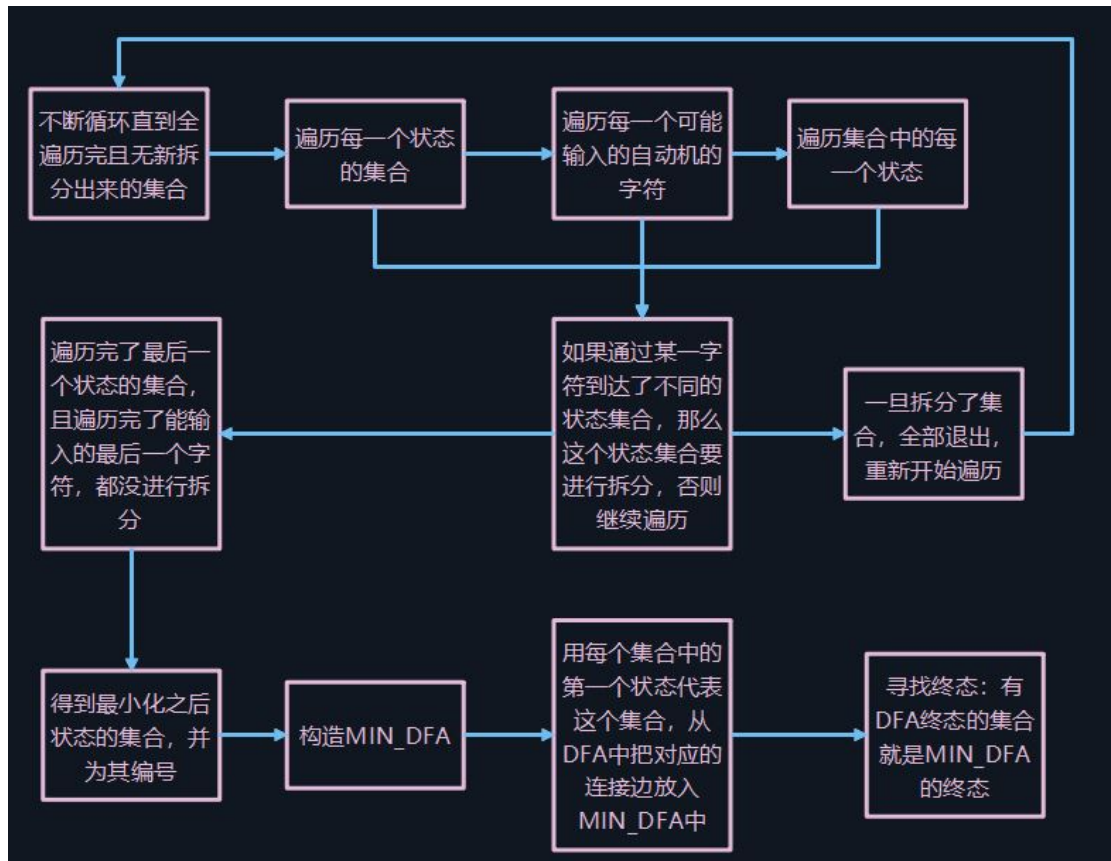 不断循环直到全
遍历完且无新拆
分出来的集合
遍历每一个状态
的集合
遍历每一个可能
输入的自动机的
字符
遍历集合中的每
一个状态
遍历完了最后一
个状态的集合，
且遍历完了能输
入的最后一个字
符，都没进行拆
分
如果通过某一字
符到达了不同的
状态集合，那么
这个状态集合要
进行拆分，否则
继续遍历
一旦拆分了集
合，全部退出，
重新开始遍历
得到最小化之后
状态的集合，并
为其编号
构造MIN_DFA
用每个集合中的
第一个状态代表
这个集合，从
DFA中把对应的
连接边放入
MIN_DFA中
寻找终态：有
DFA终态的集合
就是MIN_DFA
的终态